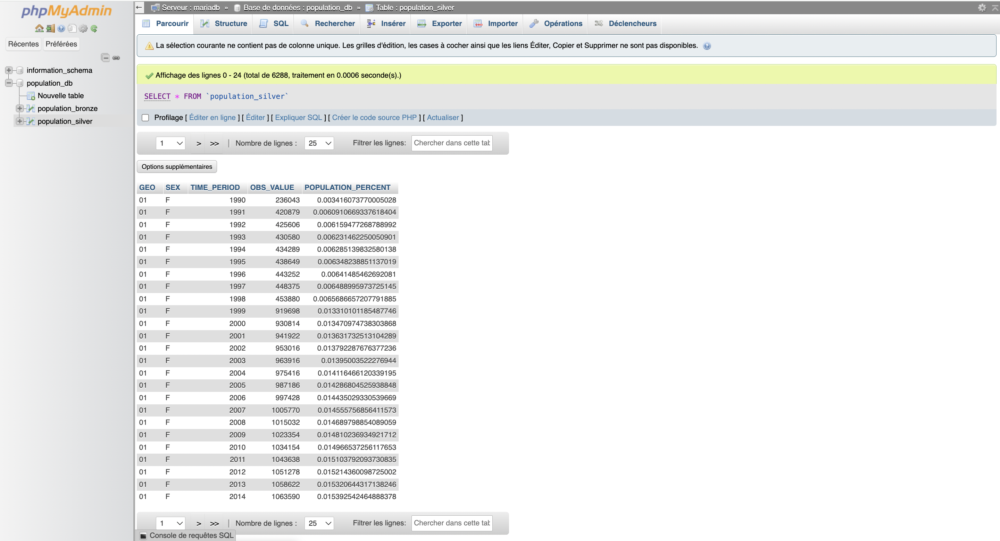 phpMyAdmin
Récentes Préférées
information_schema
population_db
Nouvelle table
population_bronze
population_silver
Serveur : mariadb » Base de données : population_db » Table : population_silver
Parcourir Structure SQL Rechercher Insérer Exporter Importer Opérations Déclencheurs
La sélection courante ne contient pas de colonne unique. Les grilles d'édition, les cases à cocher ainsi que les liens Éditer, Copier et Supprimer ne sont pas disponibles.
Affichage des lignes 0 - 24 (total de 6288, traitement en 0.0006 seconde(s).)
SELECT * FROM `population_silver`
Profilage [ Éditer en ligne ] [ Éditer ] [ Expliquer SQL ] [ Créer le code source PHP ] [ Actualiser ]
1 > >> | Nombre de lignes : 25 Filtrer les lignes: Chercher dans cette tab
Options supplémentaires
GEO SEX TIME_PERIOD OBS_VALUE POPULATION_PERCENT
01 F 1990 236043 0.003416073770005028
01 F 1991 420879 0.0060910669337618404
01 F 1992 425606 0.006159477268788992
01 F 1993 430580 0.006231462250050901
01 F 1994 434289 0.006285139832580138
01 F 1995 438649 0.006348238851137019
01 F 1996 443252 0.00641485462692081
01 F 1997 448375 0.006488995973725145
01 F 1998 453880 0.0065686657207791885
01 F 1999 919698 0.013310101185487746
01 F 2000 930814 0.013470974738303868
01 F 2001 941922 0.013631732513104289
01 F 2002 953016 0.013792287676377236
01 F 2003 963916 0.01395003522276944
01 F 2004 975416 0.014116466120339195
01 F 2005 987186 0.014286804525938848
01 F 2006 997428 0.014435029330539669
01 F 2007 1005770 0.014555756856411573
01 F 2008 1015032 0.014689798854089059
01 F 2009 1023354 0.014810236934921712
01 F 2010 1034154 0.014966537256117653
01 F 2011 1043638 0.015103792093730835
01 F 2012 1051278 0.015214360098725002
01 F 2013 1058622 0.015320644317138246
01 F 2014 1063590 0.015392542464888378
1 > >> | Nombre de lignes : 25 Filtrer les lignes: Chercher dans cette tab
Console de requêtes SQL